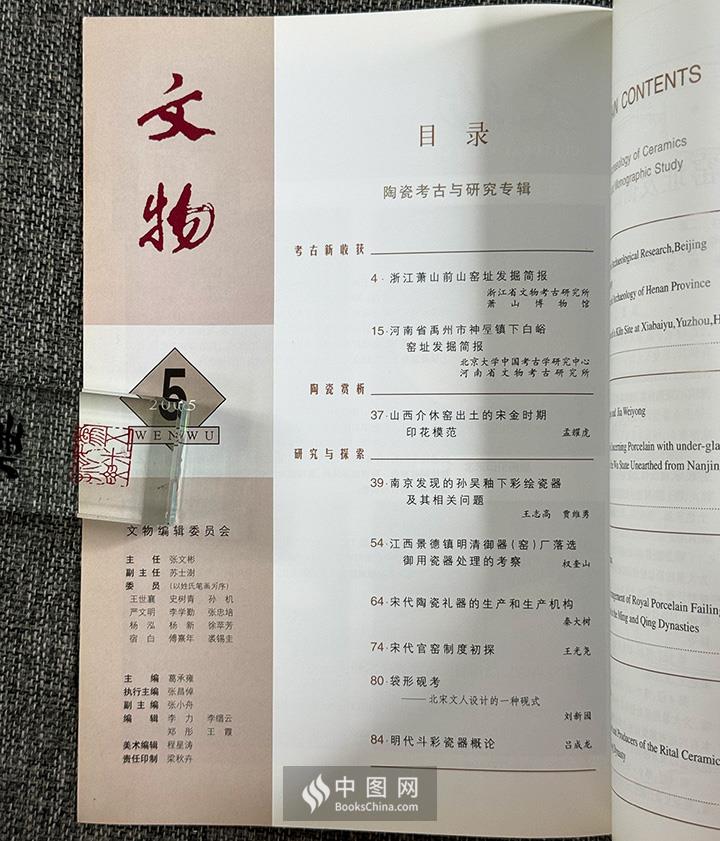 文物
5
2005
WENWU
文物编辑委员会
主 任 张文彬
副主任 苏士澍
委 员 (以姓氏笔画为序)
王世襄 史树青 孙 机
严文明 李学勤 张忠培
杨 泓 杨 新 徐苹芳
宿 白 傅熹年 裘锡圭
主 编 葛承雍
执行主编 张昌倬
副主编 张小舟
编 辑 李 力 李缙云
郑 彤 王 霞
美术编辑 程星涛
责任印制 梁秋卉
目 录
陶瓷考古与研究专辑
考古新收获
4·浙江萧山前山窑址发掘简报
浙江省文物考古研究所
萧山博物馆
15·河南省禹州市神垕镇下白峪
窑址发掘简报
北京大学中国考古学研究中心
河南省文物考古研究所
陶瓷赏析
37·山西介休窑出土的宋金时期
印花模范 孟耀虎
研究与探索
39·南京发现的孙吴釉下彩绘瓷器
及其相关问题
王志高 贾维勇
54·江西景德镇明清御器(窑)厂落选
御用瓷器处理的考察 权奎山
64·宋代陶瓷礼器的生产和生产机构
秦大树
74·宋代官窑制度初探 王光尧
80·袋形砚考
——北宋文人设计的一种砚式
刘新园
84·明代斗彩瓷器概论 吕成龙
CONTENTS
of Ceramics
Monographic Study
Archaeological Research,Beijing
Archaeology of Henan Province
Kiln Site at Xiabaiyu,Yuzhou,H
and Jia Weiyong
Porcelain with under-gla
Wu State Unearthed from Nanjin
of Royal Porcelain Failing
the Ming and Qing Dynasties
Producers of the Rital Ceramic
Dynasty
中图网
BooksChina.com